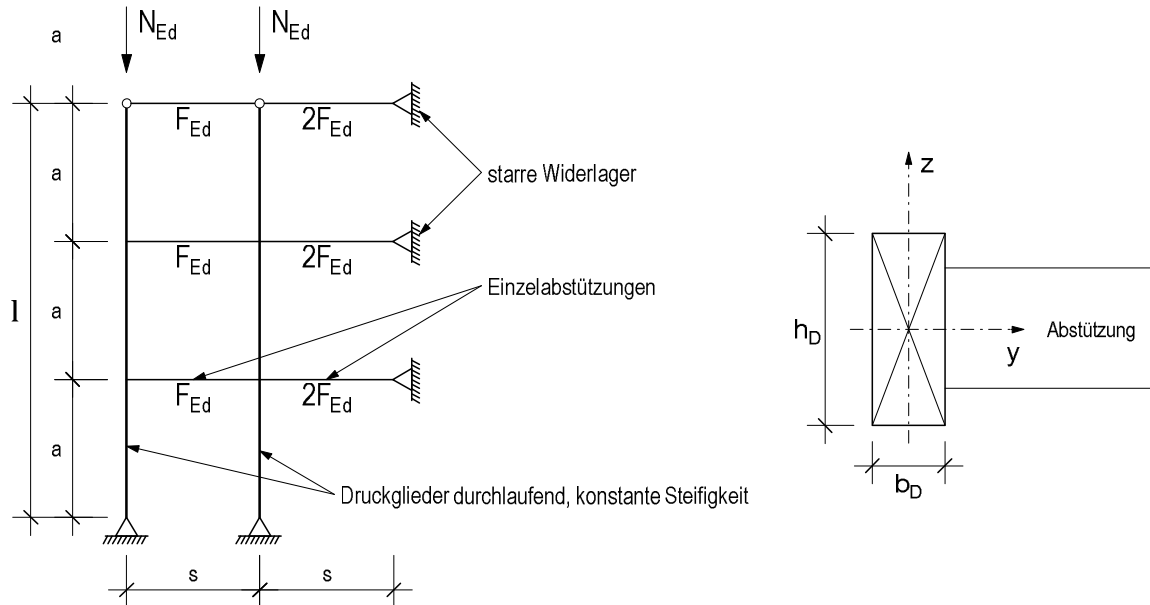 a
N_Ed
N_Ed
F_Ed
2F_Ed
a
starre Widerlager
z
F_Ed
2F_Ed
Einzelabstützungen
l
a
h_D
Abstützung
y
F_Ed
2F_Ed
a
b_D
Druckglieder durchlaufend, konstante Steifigkeit
s
s